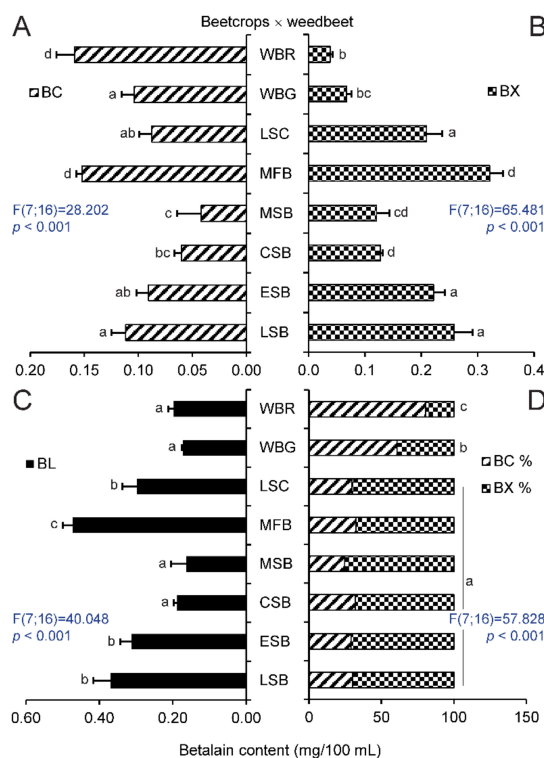 Beetcrops × weedbeet
A
B
d
WBR
b
BC
a
WBG
bc
BX
ab
LSC
a
d
MFB
d
F(7;16)=28.202
p < 0.001
c
MSB
cd
F(7;16)=65.481
p < 0.001
bc
CSB
d
ab
ESB
a
a
LSB
a
0.20 0.15 0.10 0.05 0.00
0.0 0.1 0.2 0.3 0.4
C
D
a
WBR
c
BL
a
WBG
b
BC %
BX %
b
LSC
c
MFB
a
MSB
a
a
CSB
F(7;16)=40.048
p < 0.001
F(7;16)=57.828
p < 0.001
b
ESB
b
LSB
0.60 0.40 0.20 0.00
0 50 100 150
Betalain content (mg/100 mL)